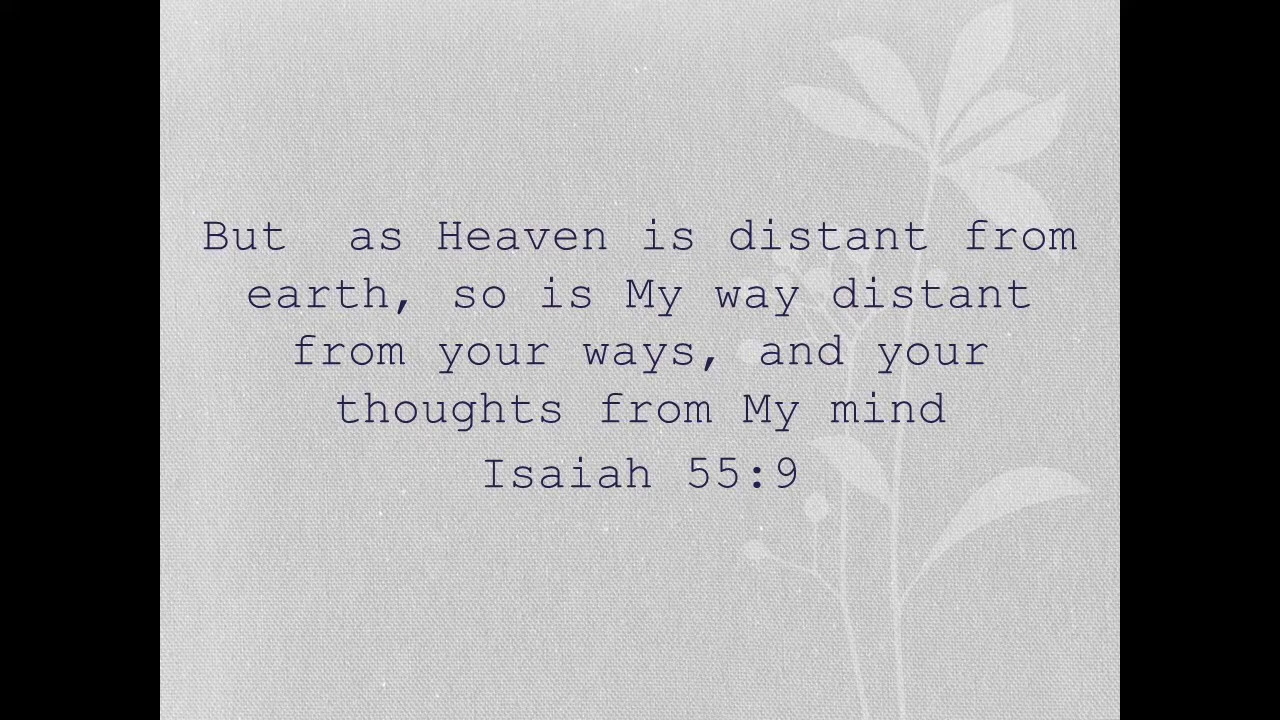 But  as Heaven is distant from
earth, so is My way distant
from your ways, and your
thoughts from My mind
Isaiah 55:9